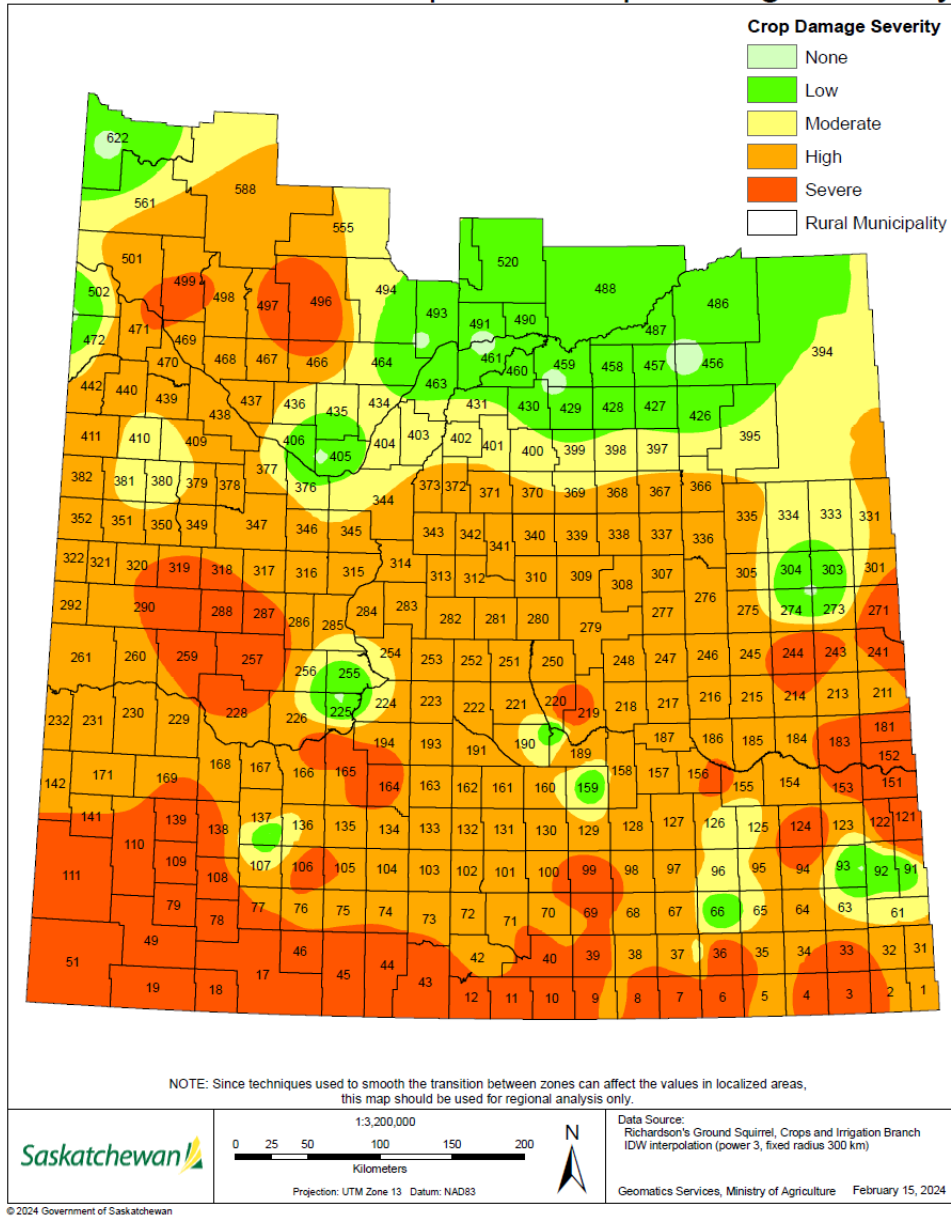 Crop Damage Severity
None
Low
Moderate
High
Severe
Rural Municipality
622
588
561
555
501 520
499 494 488
502 498 497 496 486
493
471 491 490 487
472 469 394
470 468 467 466 464 461 460 459 458 457 456
442 440 439 463
438 437 436 435 434 431 430 429 428 427 426
411 410 409 406 405 404 403 402 401 400 399 398 397 395
382 381 380 379 378 377 376 344 373 372 371 370 369 368 367 366
352 351 350 349 347 346 345 343 342 341 340 339 338 337 336 335 334 333 331
322 321 320 319 318 317 316 315 314 313 312 310 309 308 307 305 304 303 301
292 290 288 287 286 285 284 283 282 281 280 279 277 276 275 274 273 271
261 260 259 257 256 255 254 253 252 251 250 248 247 246 245 244 243 241
232 231 230 229 228 226 225 224 223 222 221 220 219 218 217 216 215 214 213 211
194 193 191 190 189 187 186 185 184 183 181
142 171 169 168 167 166 165 164 163 162 161 160 159 158 157 156 155 154 153 152 151
141 139 138 137 136 135 134 133 132 131 130 129 128 127 126 125 124 123 122 121
111 110 109 108 107 106 105 104 103 102 101 100 99 98 97 96 95 94 93 92 91
79 78 77 76 75 74 73 72 71 70 69 68 67 66 65 64 63 61
51 49 46 45 44 43 42 40 39 38 37 36 35 34 33 32 31
19 18 17 12 11 10 9 8 7 6 5 4 3 2 1
NOTE: Since techniques used to smooth the transition between zones can affect the values in localized areas,
this map should be used for regional analysis only.
Saskatchewan
1:3,200,000
0 25 50 100 150 200
Kilometers
Projection: UTM Zone 13 Datum: NAD83
N
Data Source:
Richardson's Ground Squirrel, Crops and Irrigation Branch
IDW interpolation (power 3, fixed radius 300 km)
Geomatics Services, Ministry of Agriculture February 15, 2024
© 2024 Government of Saskatchewan